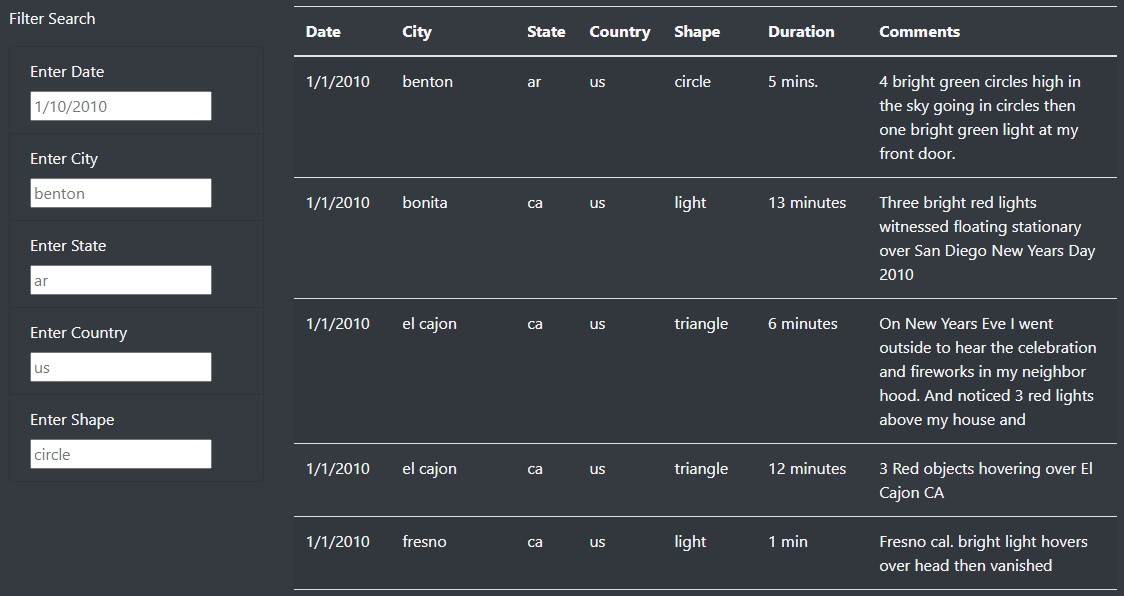 Filter Search
Enter Date
1/10/2010
Enter City
benton
Enter State
ar
Enter Country
us
Enter Shape
circle
Date City State Country Shape Duration Comments
1/1/2010 benton ar us circle 5 mins. 4 bright green circles high in
the sky going in circles then
one bright green light at my
front door.
1/1/2010 bonita ca us light 13 minutes Three bright red lights
witnessed floating stationary
over San Diego New Years Day
2010
1/1/2010 el cajon ca us triangle 6 minutes On New Years Eve I went
outside to hear the celebration
and fireworks in my neighbor
hood. And noticed 3 red lights
above my house and
1/1/2010 el cajon ca us triangle 12 minutes 3 Red objects hovering over El
Cajon CA
1/1/2010 fresno ca us light 1 min Fresno cal. bright light hovers
over head then vanished